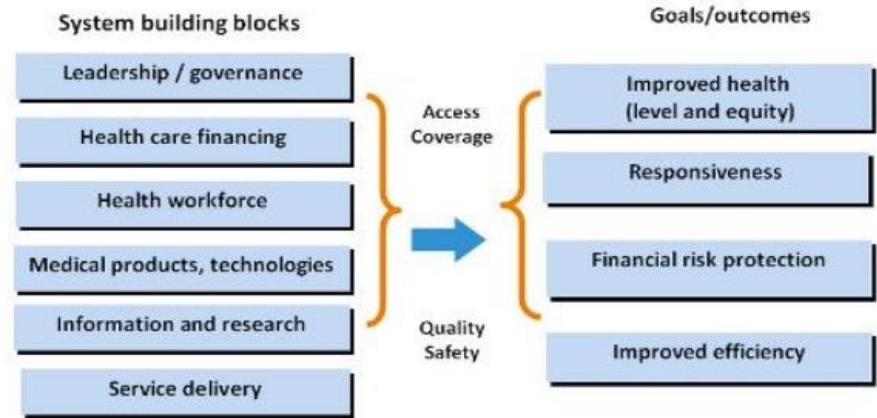 System building blocks
Leadership / governance
Health care financing
Health workforce
Medical products, technologies
Information and research
Service delivery
Access
Coverage
Quality
Safety
Goals/outcomes
Improved health
(level and equity)
Responsiveness
Financial risk protection
Improved efficiency